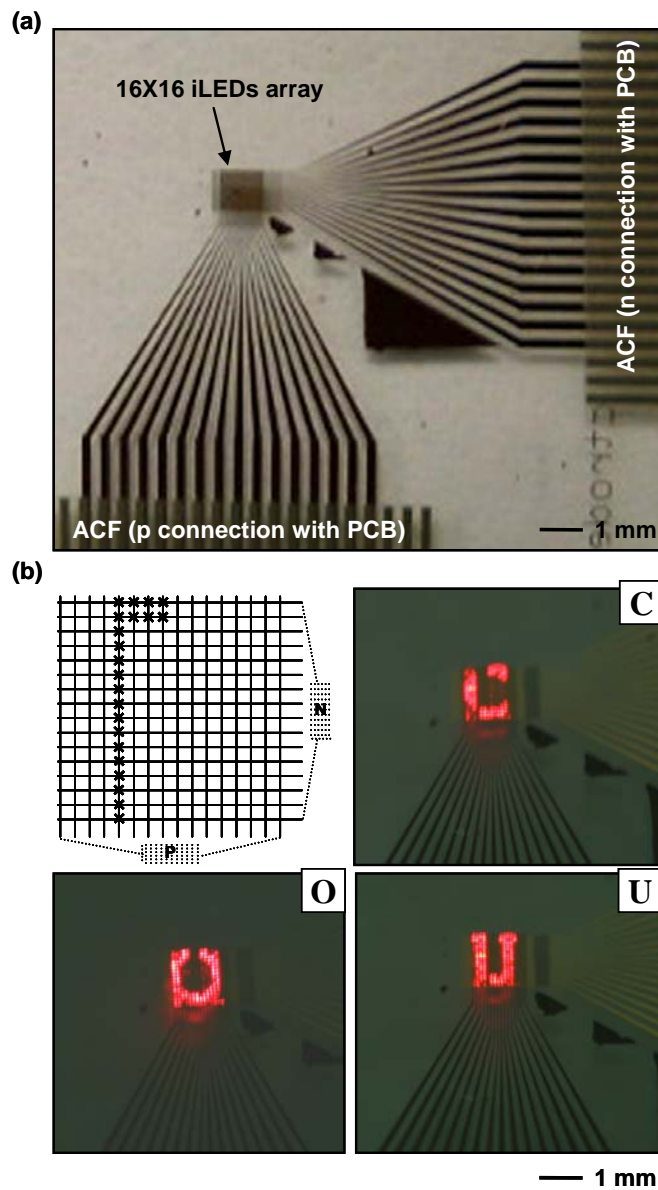 (a)
16X16 iLEDs array
ACF (n connection with PCB)
ACF (p connection with PCB)
1 mm
(b)
N
P
C
O
U
1 mm